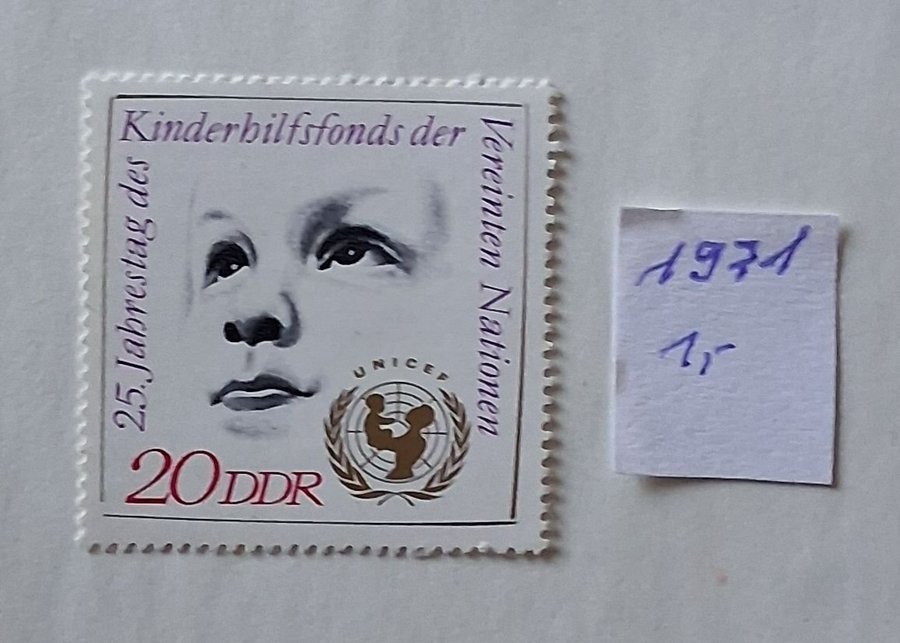 25. Jahrestag des
Kinderhilfsfonds der
Vereinten Nationen
UNICEF
20 DDR
1971
1,-